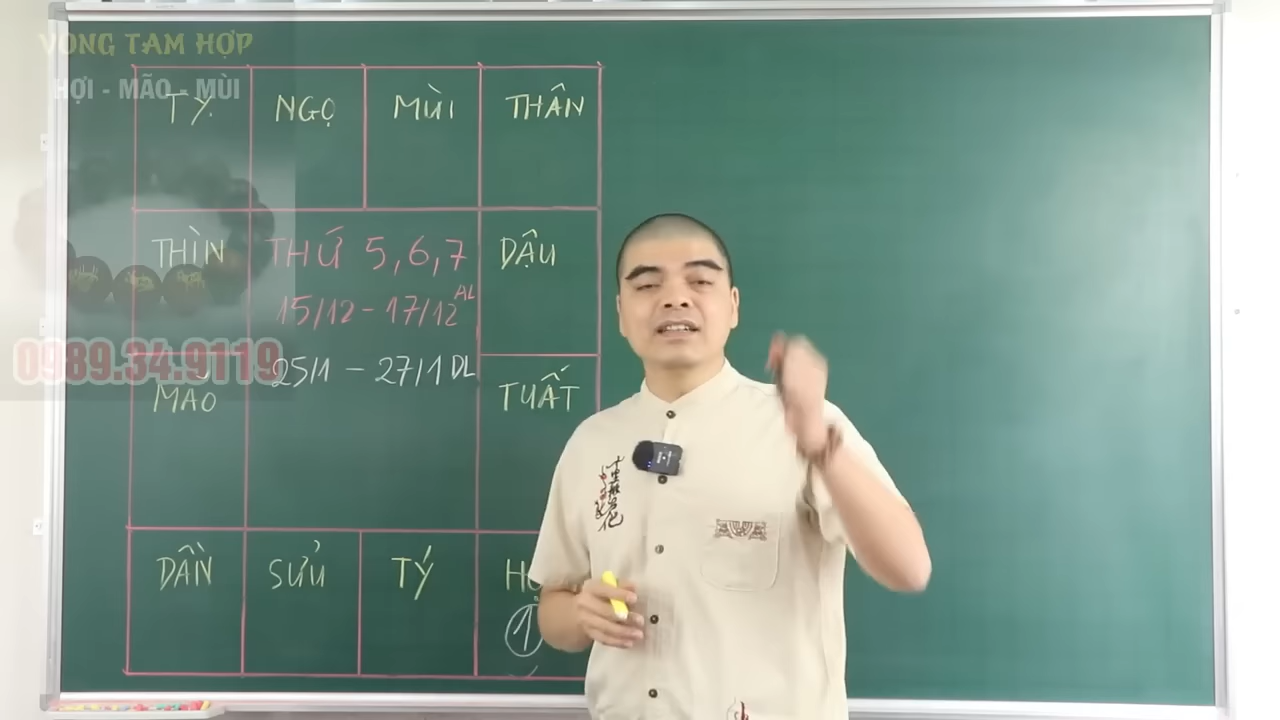 VÒNG TAM HỢP
HỢI - MÃO - MÙI
TỴ NGỌ MÙI THÂN
THÌN THỨ 5,6,7 DẬU
15/12 - 17/12 AL
0989.34.9119
25/1 - 27/1 DL
MÃO TUẤT
DẦN SỬU TÝ
1